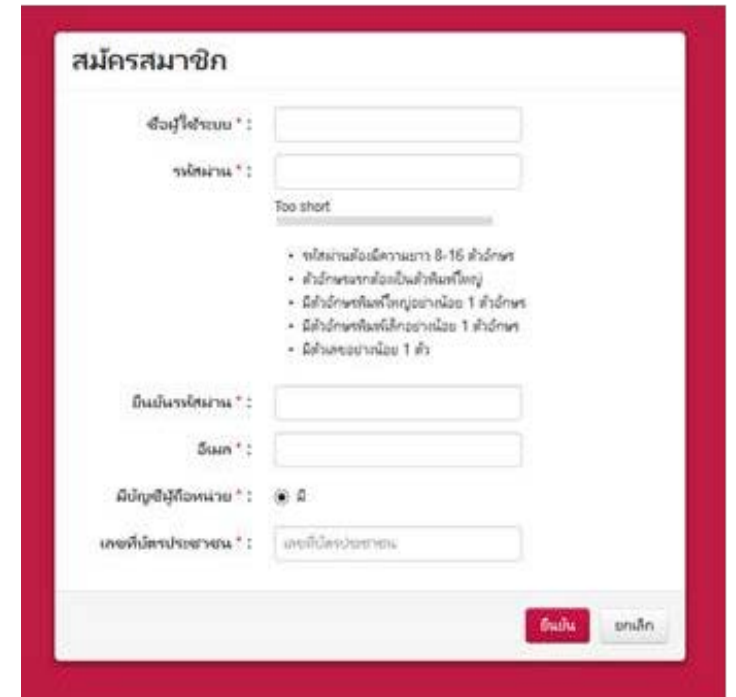 สมัครสมาชิก
ชื่อผู้ใช้ระบบ * :
รหัสผ่าน * :
Too short
• รหัสผ่านต้องมีความยาว 8-16 ตัวอักษร
• ตัวอักษรแรกต้องเป็นตัวพิมพ์ใหญ่
• มีตัวอักษรพิมพ์ใหญ่อย่างน้อย 1 ตัวอักษร
• มีตัวอักษรพิมพ์เล็กอย่างน้อย 1 ตัวอักษร
• มีตัวเลขอย่างน้อย 1 ตัว
ยืนยันรหัสผ่าน * :
อีเมล * :
มีบัญชีผู้ถือหน่วย * : มี
เลขที่บัตรประชาชน * : เลขที่บัตรประชาชน
ยืนยัน ยกเลิก